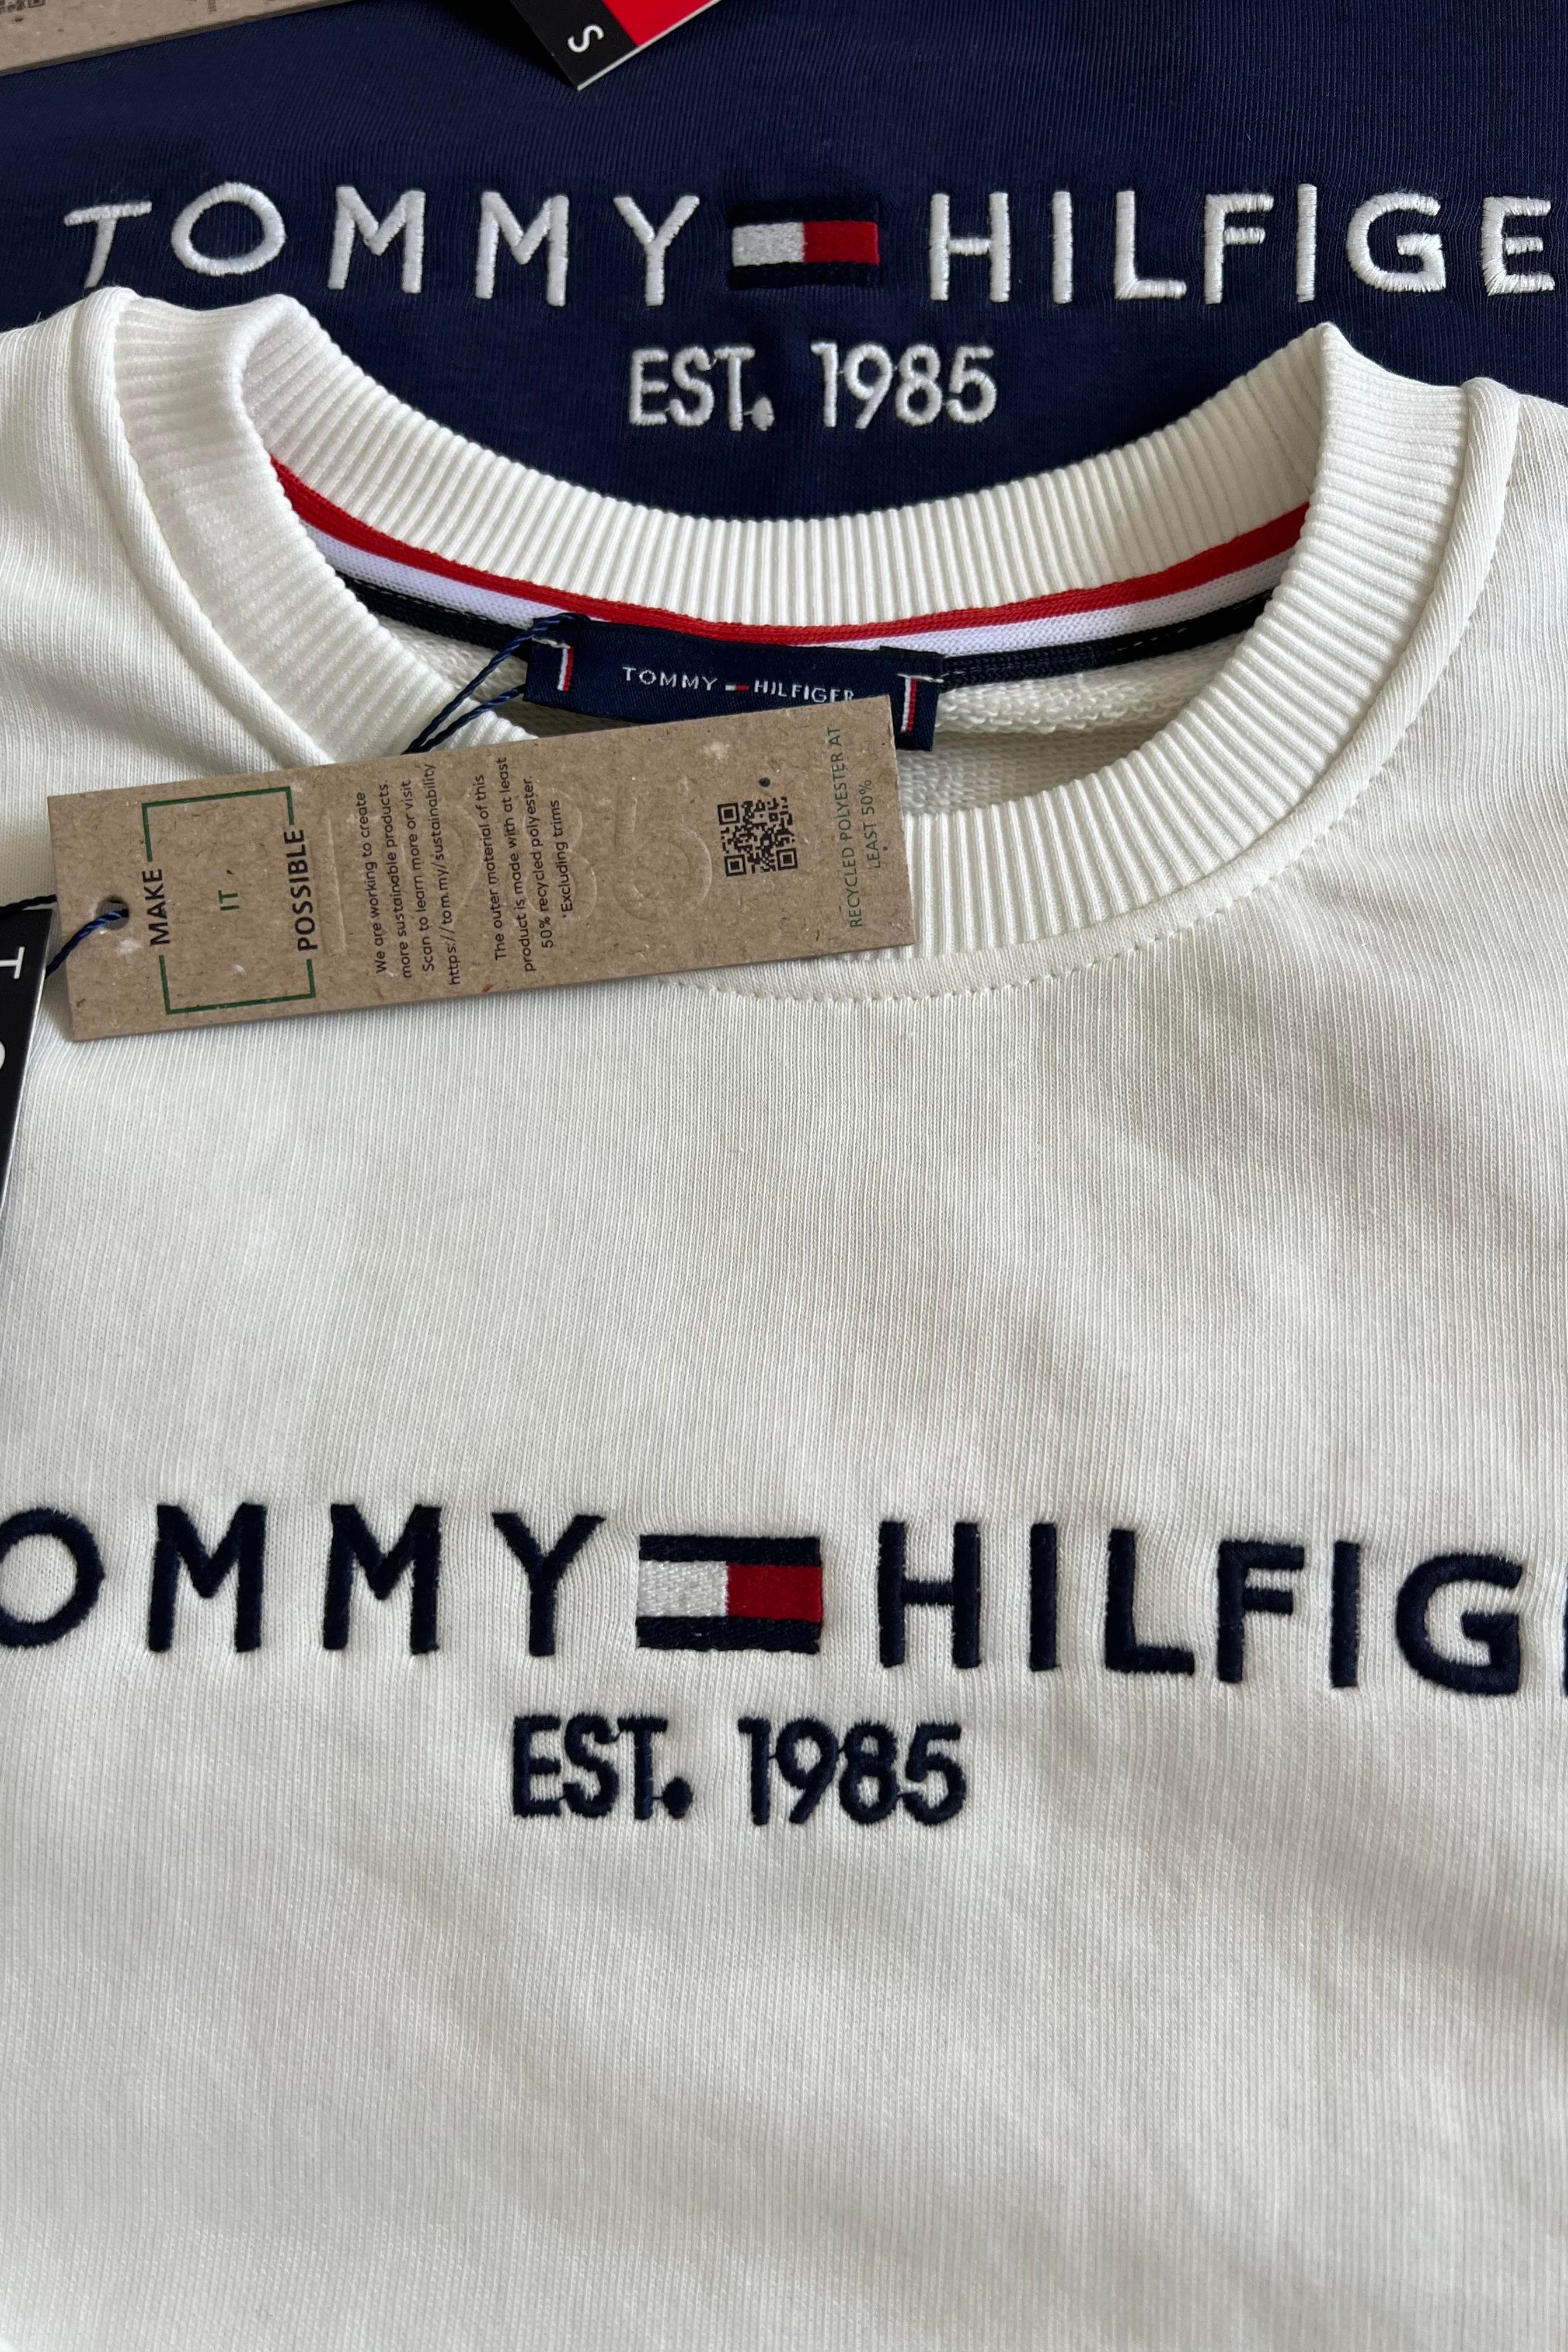 S
TOMMY HILFIGE
EST. 1985
TOMMY HILFIGER
MAKE
IT
POSSIBLE
We are working to create
more sustainable products.
Scan to learn more or visit
https://tom.my/sustainability
The outer material of this
product is made with at least
50% recycled polyester.
*Excluding trims
1985
RECYCLED POLYESTER AT
LEAST 50%
T
OMMY HILFIG
EST. 1985